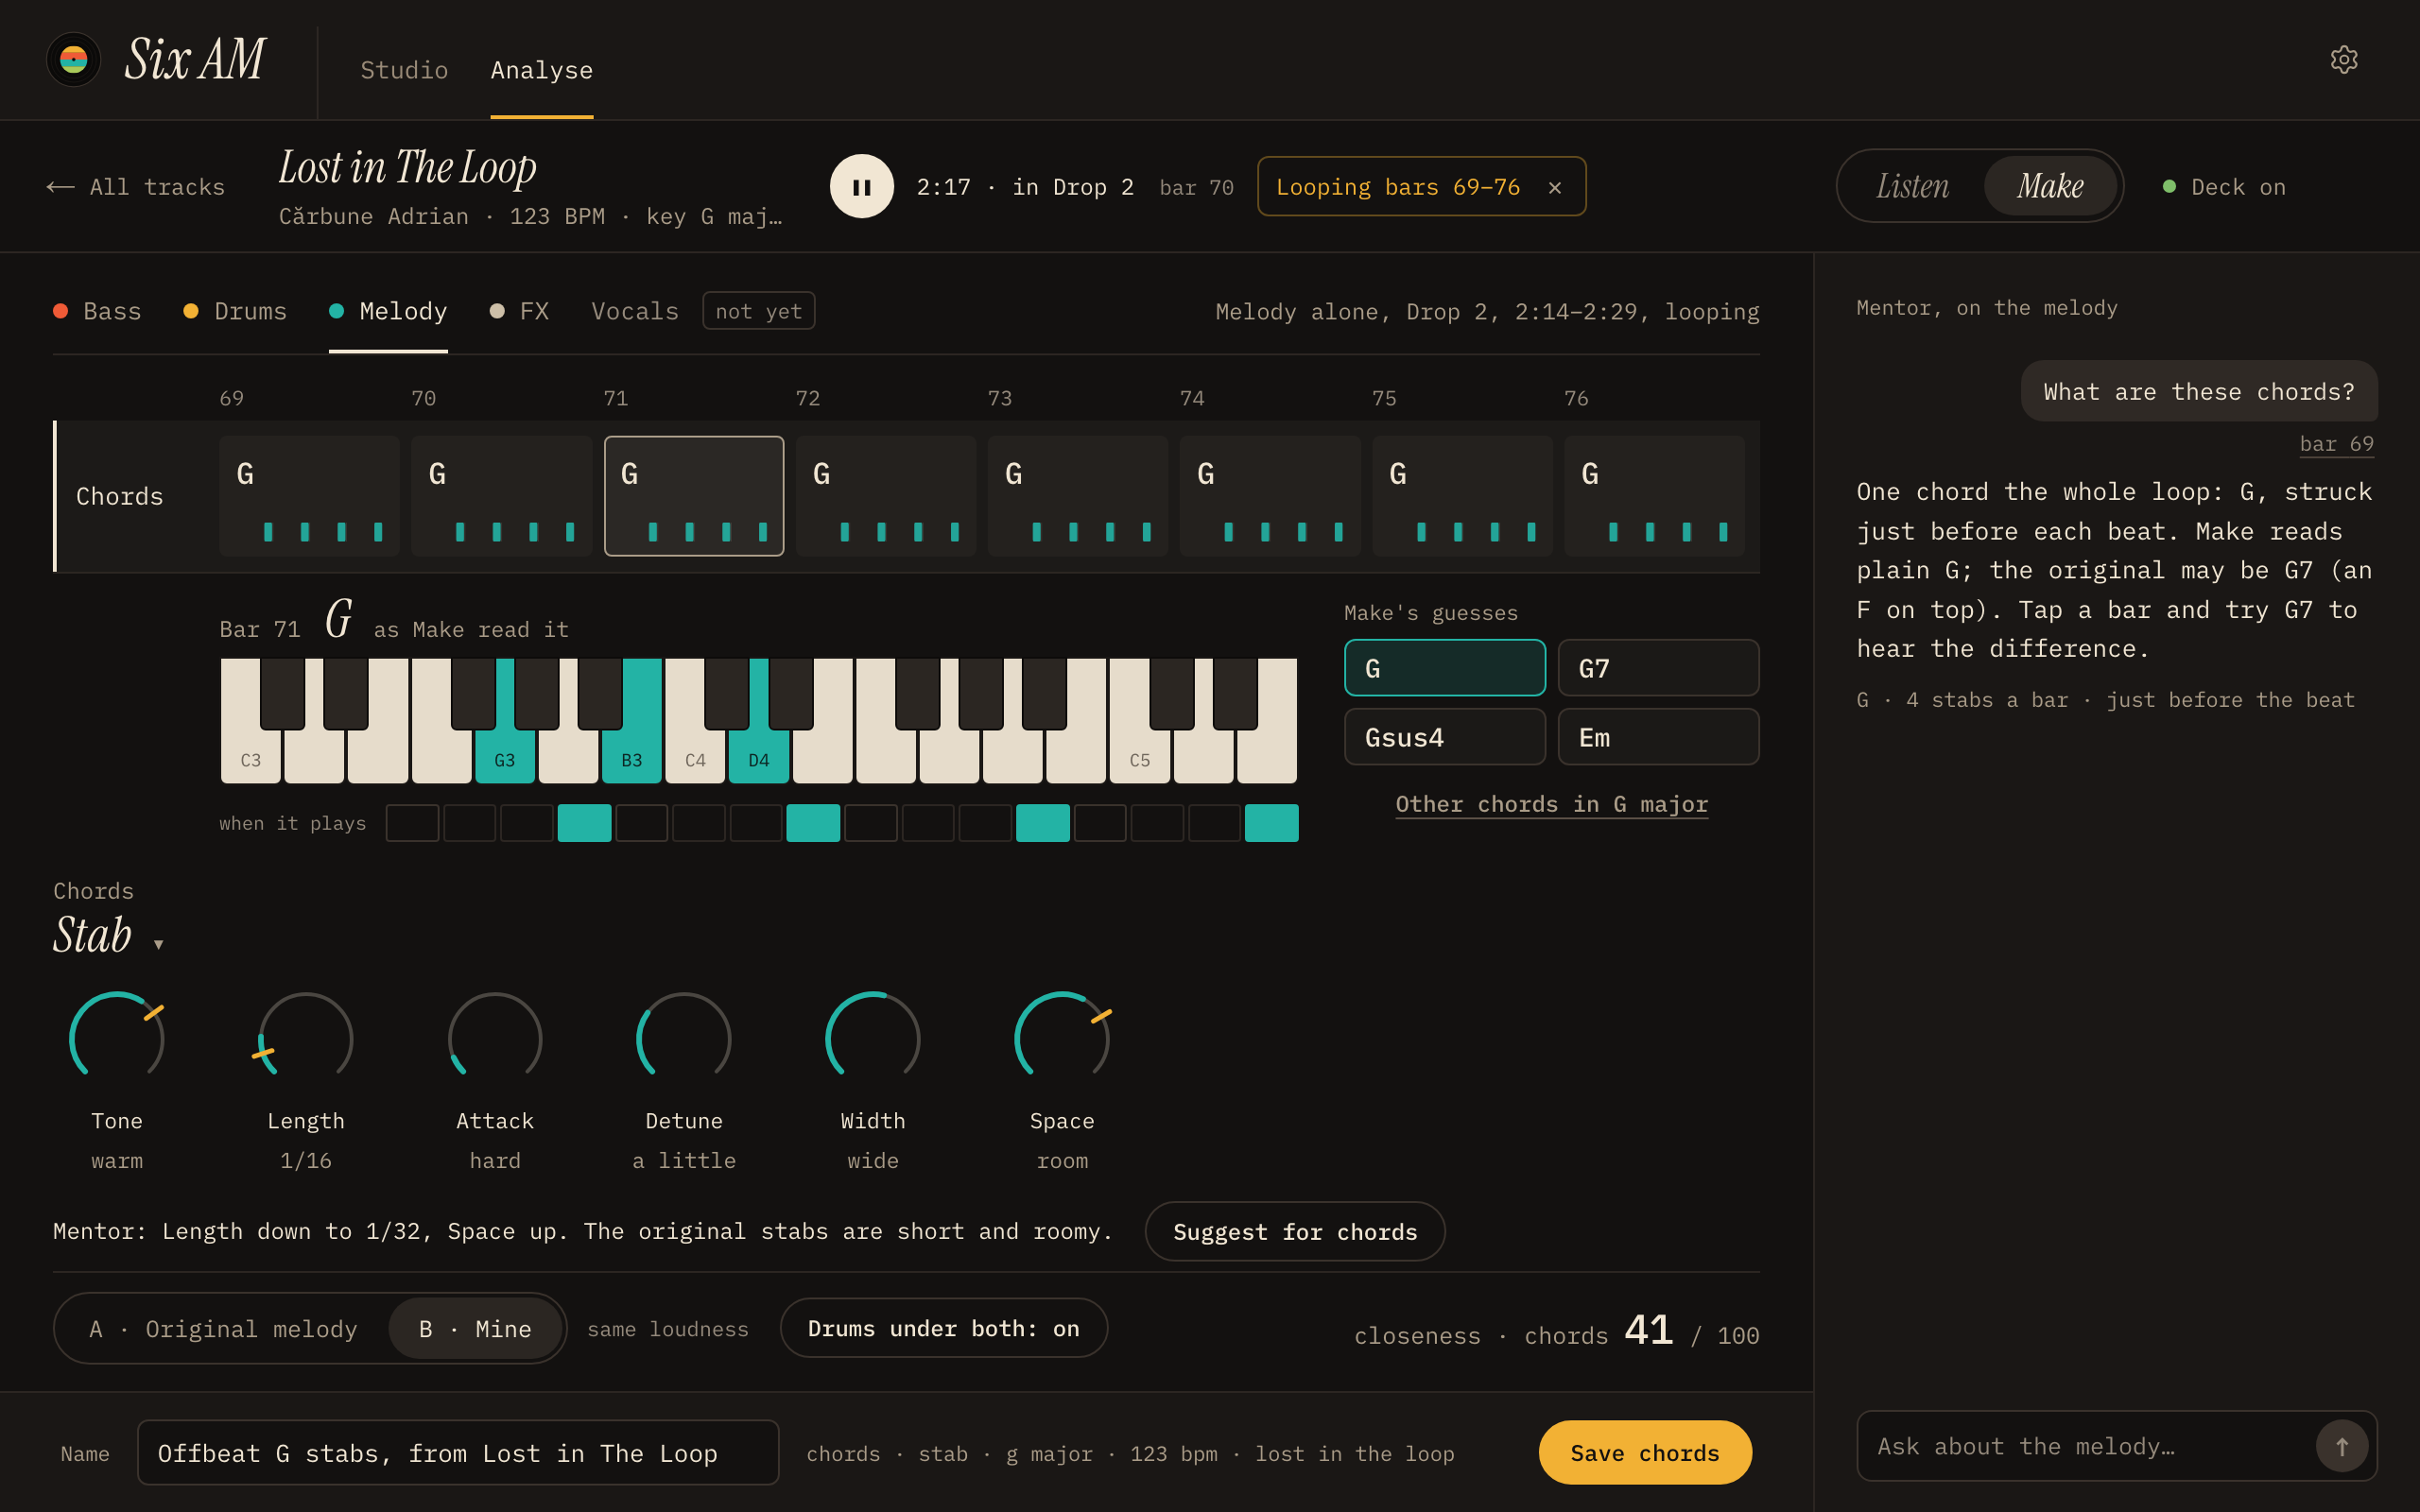 Six AM
Studio
Analyse
← All tracks
Lost in The Loop
Cărbune Adrian · 123 BPM · key G maj…
2:17 · in Drop 2
bar 70
Looping bars 69–76 ×
Listen
Make
Deck on
Bass
Drums
Melody
FX
Vocals
not yet
Melody alone, Drop 2, 2:14–2:29, looping
69 70 71 72 73 74 75 76
Chords
G G G G G G G G
Bar 71 G as Make read it
C3 G3 B3 C4 D4 C5
when it plays
Make's guesses
G
G7
Gsus4
Em
Other chords in G major
Chords
Stab ▾
Tone Length Attack Detune Width Space
warm 1/16 hard a little wide room
Mentor: Length down to 1/32, Space up. The original stabs are short and roomy.
Suggest for chords
A · Original melody
B · Mine
same loudness
Drums under both: on
closeness · chords 41 / 100
Name
Offbeat G stabs, from Lost in The Loop
chords · stab · g major · 123 bpm · lost in the loop
Save chords
Mentor, on the melody
What are these chords?
bar 69
One chord the whole loop: G, struck
just before each beat. Make reads
plain G; the original may be G7 (an
F on top). Tap a bar and try G7 to
hear the difference.
G · 4 stabs a bar · just before the beat
Ask about the melody…
↑